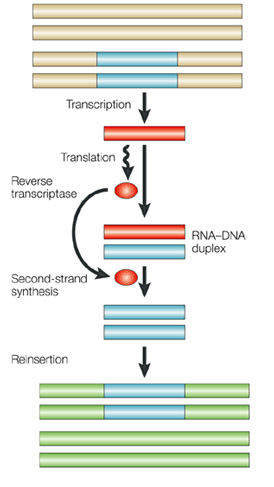 Transcription
Translation
Reverse
transcriptase
RNA–DNA
duplex
Second-strand
synthesis
Reinsertion